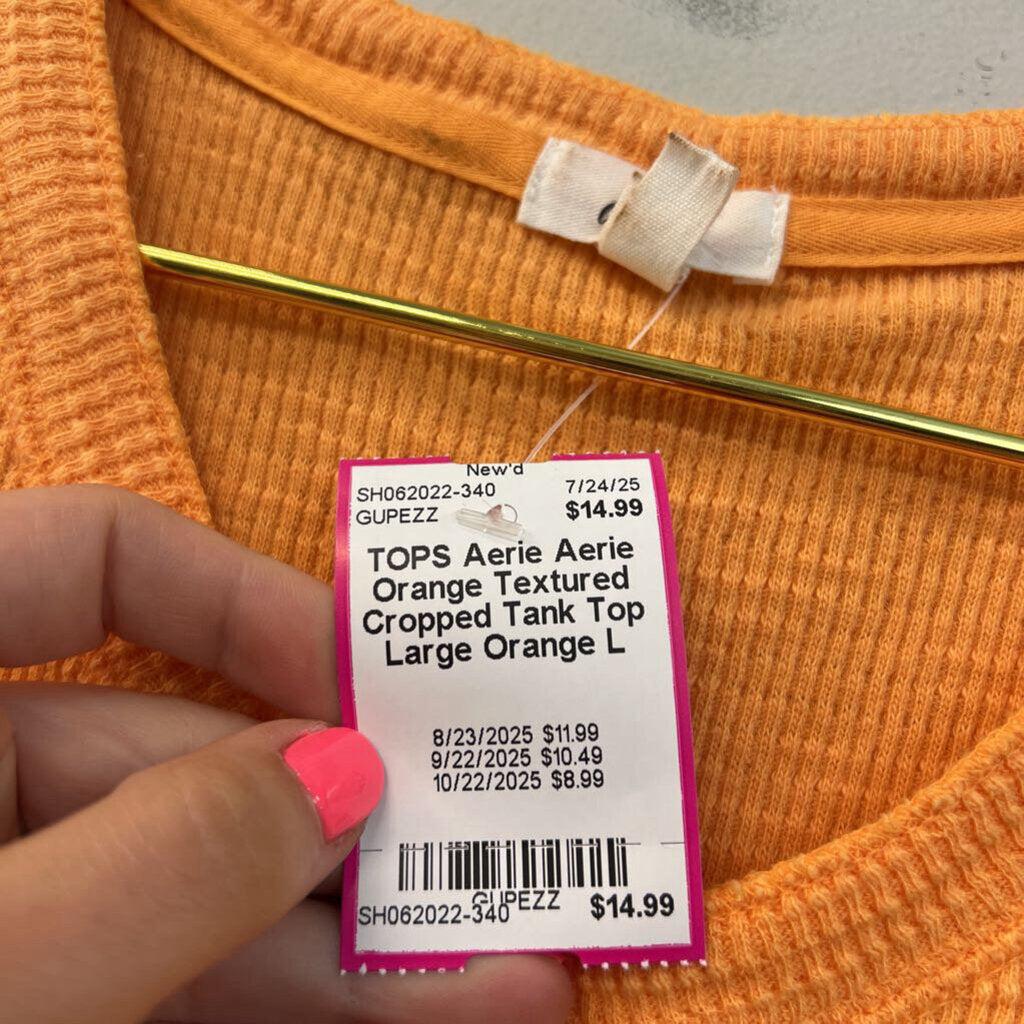 New'd
SH062022-340 7/24/25
GUPEZZ $14.99
TOPS Aerie Aerie
Orange Textured
Cropped Tank Top
Large Orange L
8/23/2025 $11.99
9/22/2025 $10.49
10/22/2025 $8.99
GUPEZZ
SH062022-340 $14.99